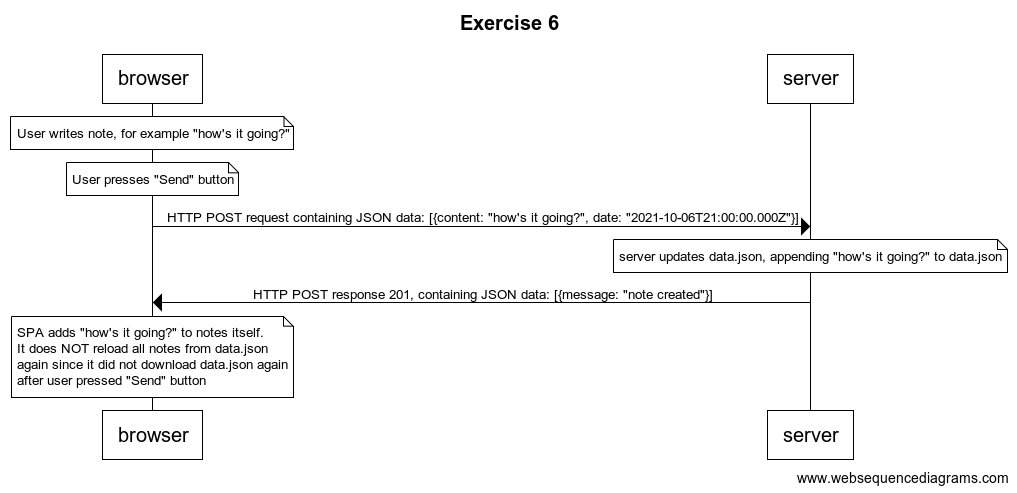 Exercise 6
browser
server
User writes note, for example "how's it going?"
User presses "Send" button
HTTP POST request containing JSON data: [{content: "how's it going?", date: "2021-10-06T21:00:00.000Z"}]
server updates data.json, appending "how's it going?" to data.json
HTTP POST response 201, containing JSON data: [{message: "note created"}]
SPA adds "how's it going?" to notes itself.
It does NOT reload all notes from data.json
again since it did not download data.json again
after user pressed "Send" button
browser
server
www.websequencediagrams.com